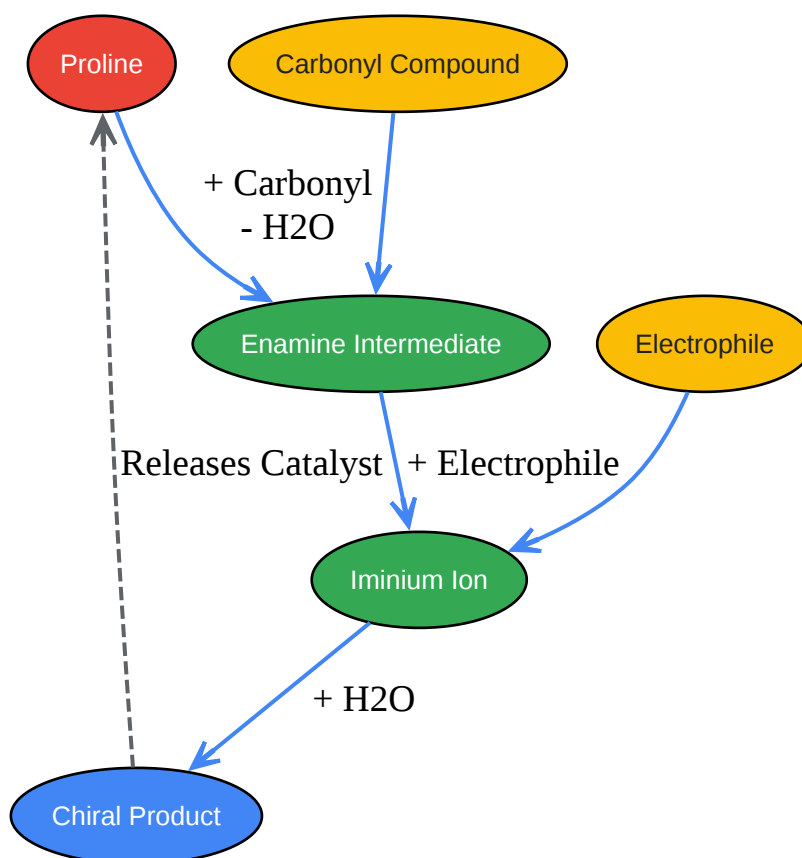 Proline
Carbonyl Compound
+ Carbonyl
- H2O
Enamine Intermediate
Electrophile
Releases Catalyst
+ Electrophile
Iminium Ion
+ H2O
Chiral Product